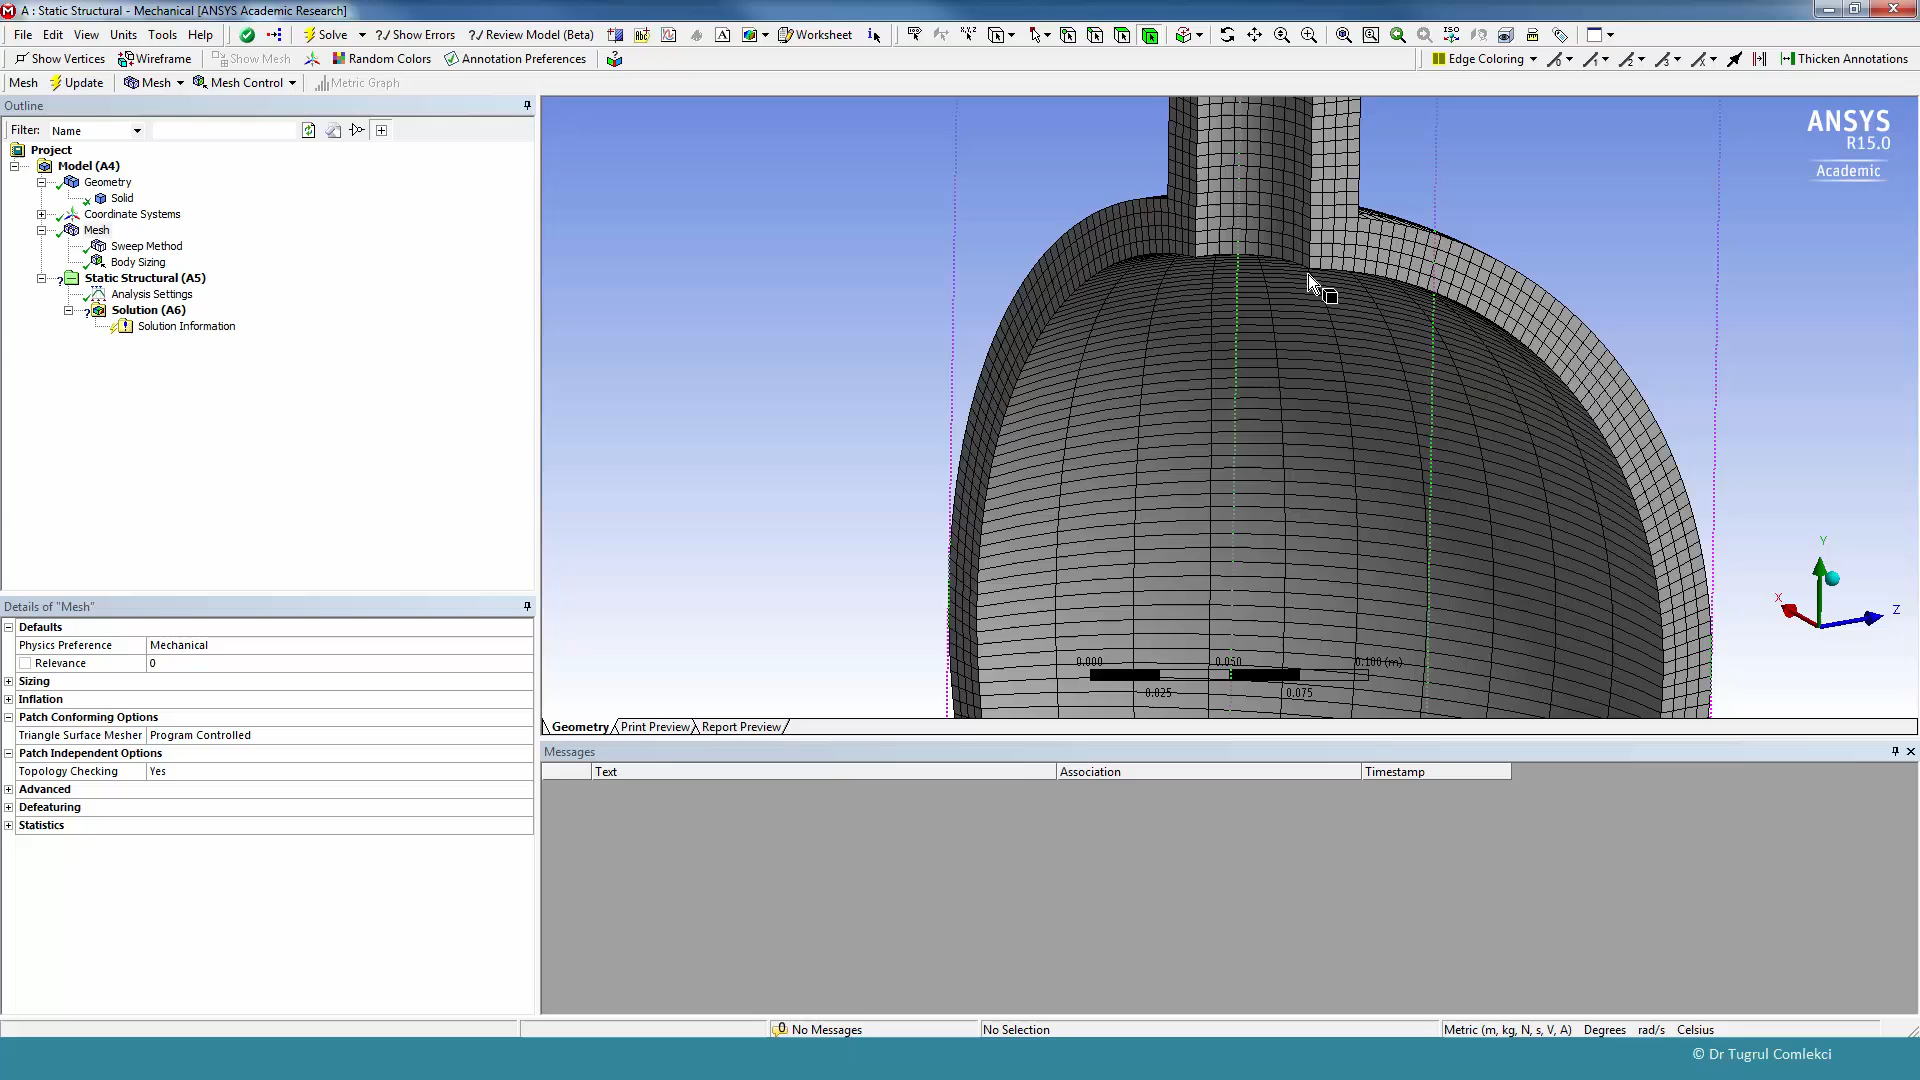 A : Static Structural - Mechanical [ANSYS Academic Research]
File Edit View Units Tools Help Solve ?/ Show Errors ?/ Review Model (Beta) Worksheet
Show Vertices Wireframe Show Mesh Random Colors Annotation Preferences Edge Coloring Thicken Annotations
Mesh Update Mesh Mesh Control Metric Graph
Outline
Filter: Name
Project
Model (A4)
Geometry
Solid
Coordinate Systems
Mesh
Sweep Method
Body Sizing
Static Structural (A5)
Analysis Settings
Solution (A6)
Solution Information
ANSYS
R15.0
Academic
Y
X
Z
0.000 0.050 0.100 (m)
0.025 0.075
Geometry Print Preview Report Preview
Details of "Mesh"
Defaults
Physics Preference Mechanical
Relevance 0
Sizing
Inflation
Patch Conforming Options
Triangle Surface Mesher Program Controlled
Patch Independent Options
Topology Checking Yes
Advanced
Defeaturing
Statistics
Messages
Text Association Timestamp
0 No Messages No Selection Metric (m, kg, N, s, V, A) Degrees rad/s Celsius
© Dr Tugrul Comlekci